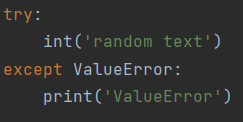 try:
    int('random text')
except ValueError:
    print('ValueError')